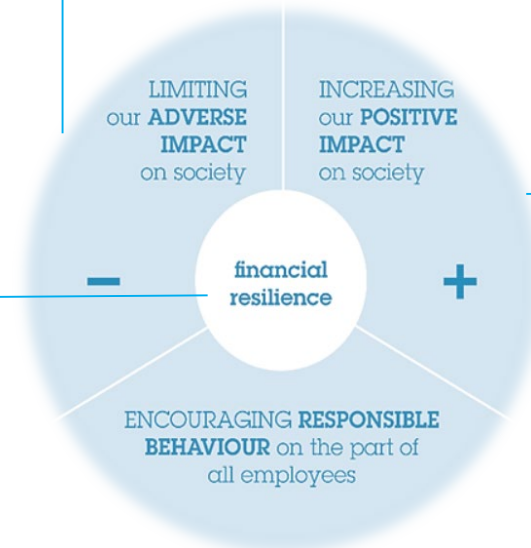 LIMITING
our ADVERSE
IMPACT
on society
INCREASING
our POSITIVE
IMPACT
on society
–
+
financial
resilience
ENCOURAGING RESPONSIBLE
BEHAVIOUR on the part of
all employees